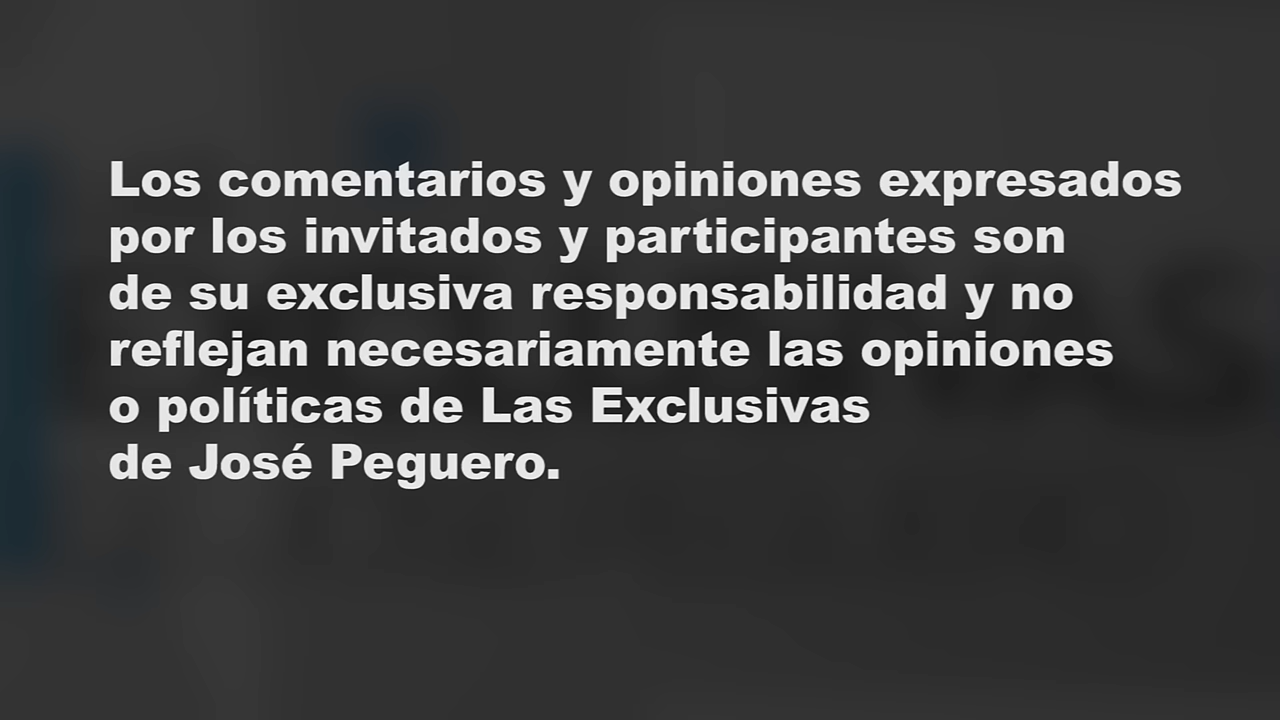 Los comentarios y opiniones expresados
por los invitados y participantes son
de su exclusiva responsabilidad y no
reflejan necesariamente las opiniones
o políticas de Las Exclusivas
de José Peguero.